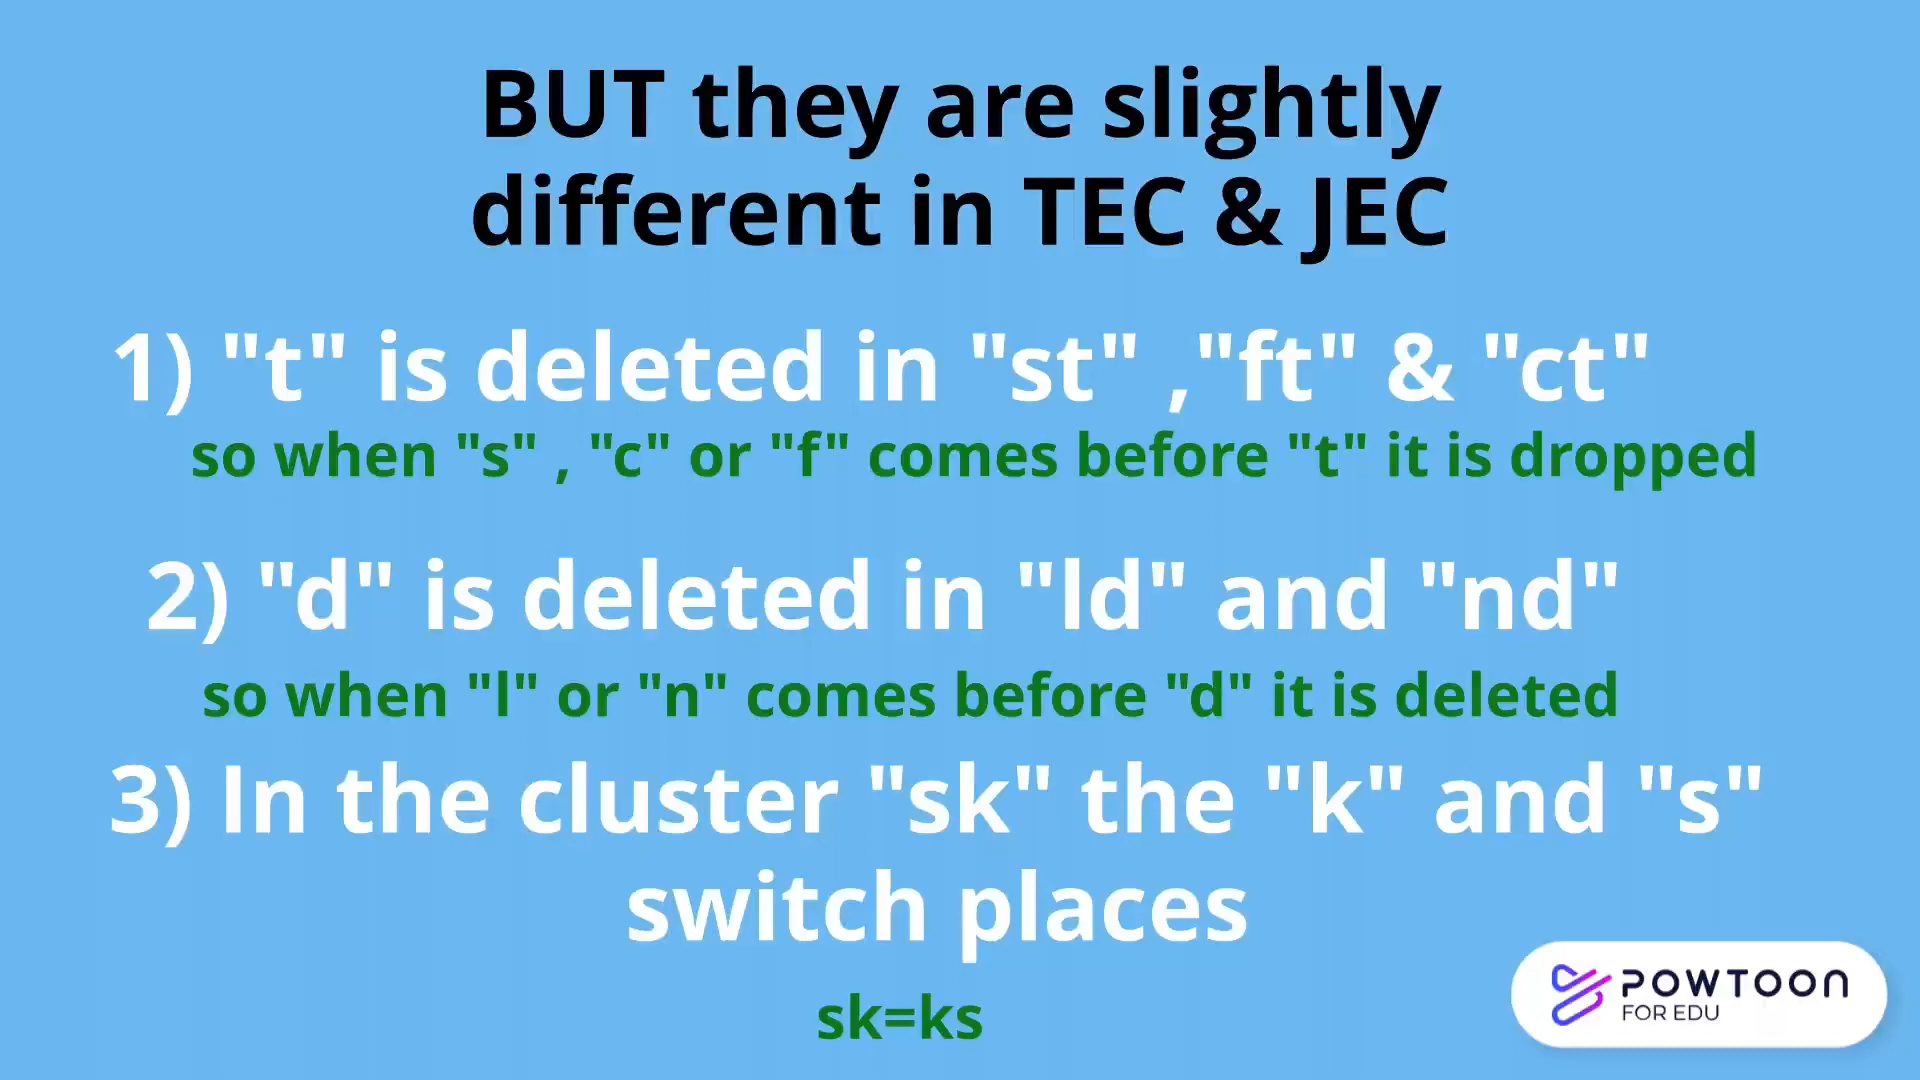 BUT they are slightly
different in TEC & JEC
1) "t" is deleted in "st" ,"ft" & "ct"
so when "s" , "c" or "f" comes before "t" it is dropped
2) "d" is deleted in "ld" and "nd"
so when "l" or "n" comes before "d" it is deleted
3) In the cluster "sk" the "k" and "s"
switch places
sk=ks
POWTOON
FOR EDU